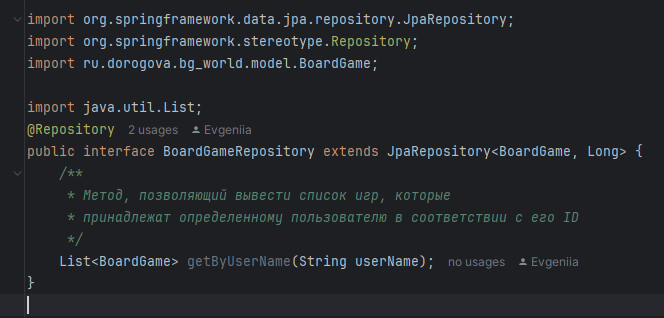 import org.springframework.data.jpa.repository.JpaRepository;
import org.springframework.stereotype.Repository;
import ru.dorogova.bg_world.model.BoardGame;
import java.util.List;
@Repository 2 usages Evgeniia
public interface BoardGameRepository extends JpaRepository<BoardGame, Long> {
/**
* Метод, позволяющий вывести список игр, которые
* принадлежат определенному пользователю в соответствии с его ID
*/
List<BoardGame> getByUserName(String userName); no usages Evgeniia
}